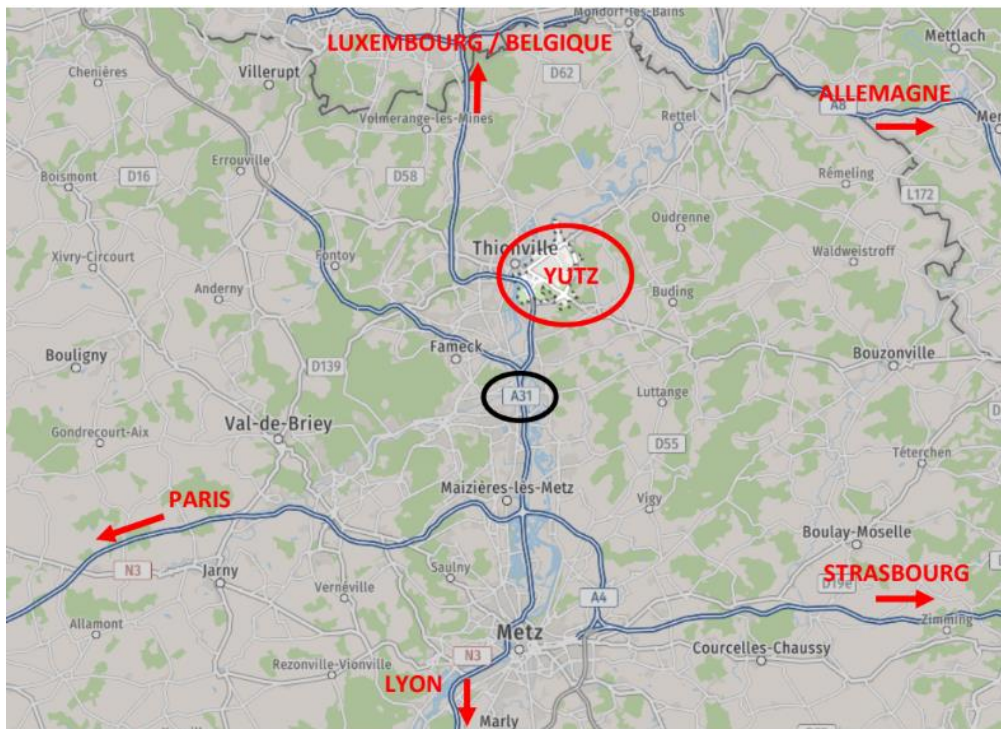 Mondorf-les-Bains
LUXEMBOURG / BELGIQUE
Mettlach
Chenières
Villerupt
D62
ALLEMAGNE
A8
Volmerange-les-Mines
Rettel
Errouville
Boismont
D16
D58
Rémeling
L172
Oudrenne
Thionville
Waldweistroff
Xivry-Circourt
Fontoy
YUTZ
Anderny
Buding
Bouligny
Fameck
D139
Bouzonville
A31
Luttange
Val-de-Briey
Gondrecourt-Aix
D55
Téterchen
Maizières-les-Metz
PARIS
Vigy
Boulay-Moselle
N3
Jarny
Saulny
STRASBOURG
D19e
Vernéville
A4
Allamont
Zimming
Metz
Rezonville-Vionville
N3
Courcelles-Chaussy
LYON
Marly